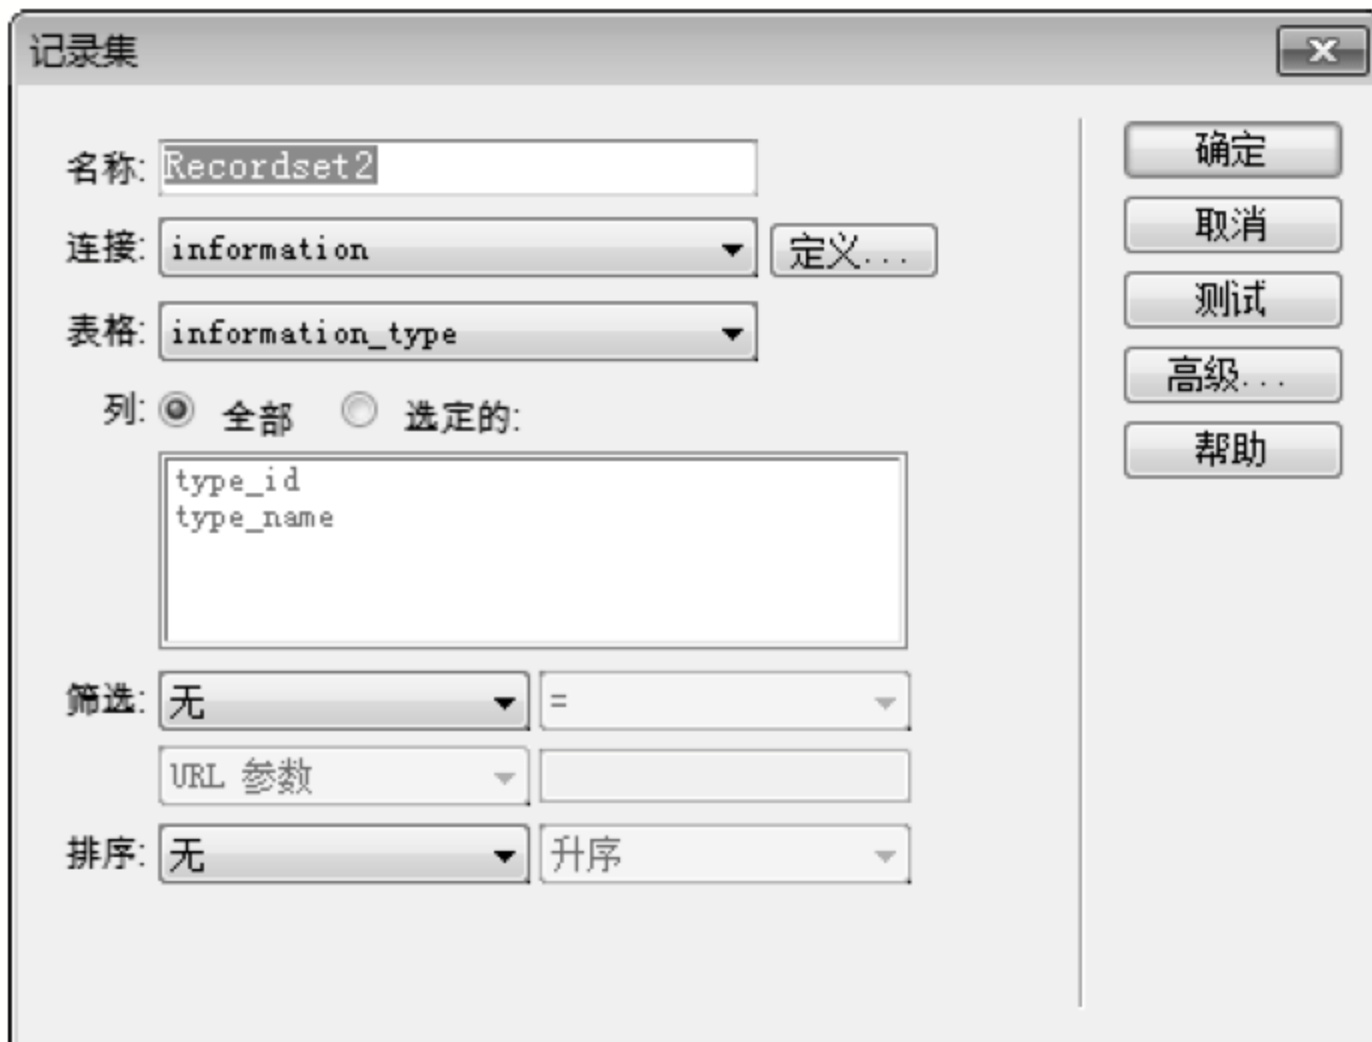 记录集
名称: Recordset2
确定
连接: information 定义...
取消
表格: information_type
测试
列: 全部 选定的:
高级...
type_id
type_name
帮助
筛选: 无 =
URL 参数
排序: 无 升序